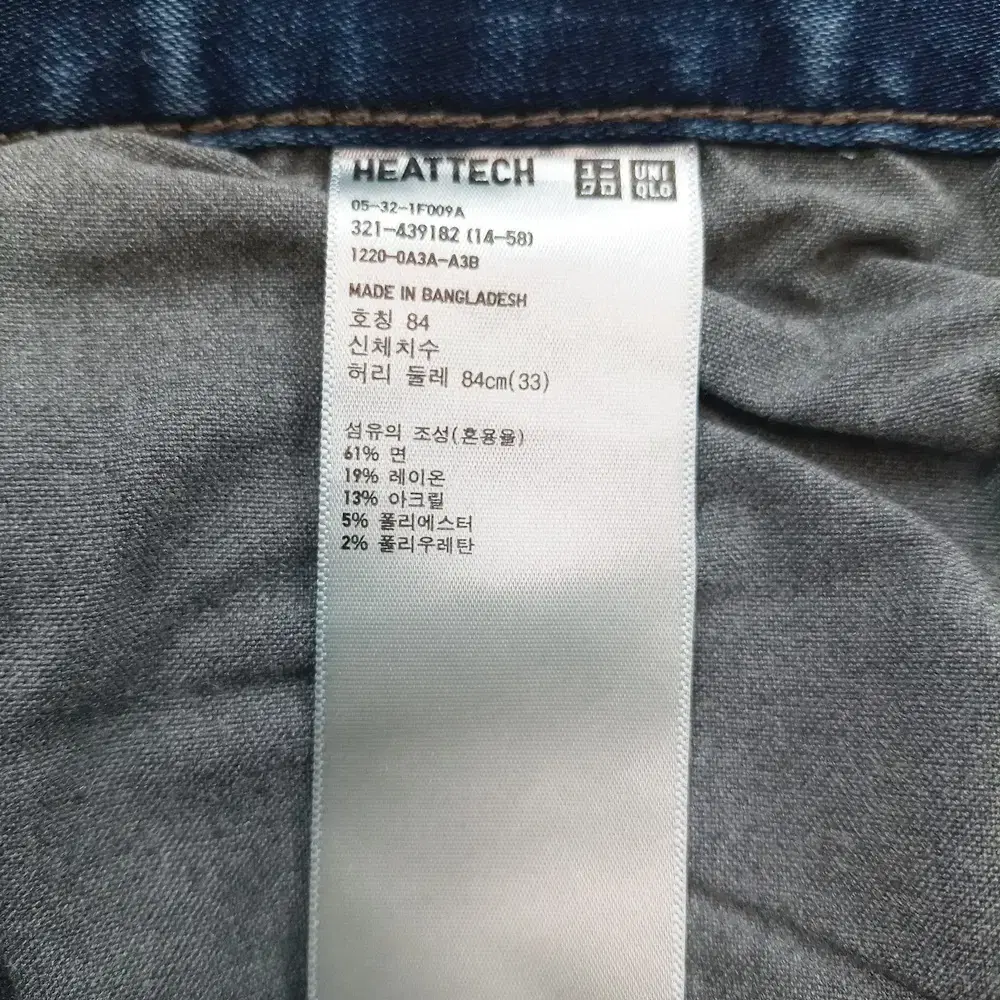 HEATTECH ユニクロ UNIQLO
05-32-1F009A
321-439182 (14-58)
1220-0A3A-A3B
MADE IN BANGLADESH
호칭 84
신체치수
허리 둘레 84cm(33)
섬유의 조성(혼용율)
61% 면
19% 레이온
13% 아크릴
5% 폴리에스터
2% 폴리우레탄